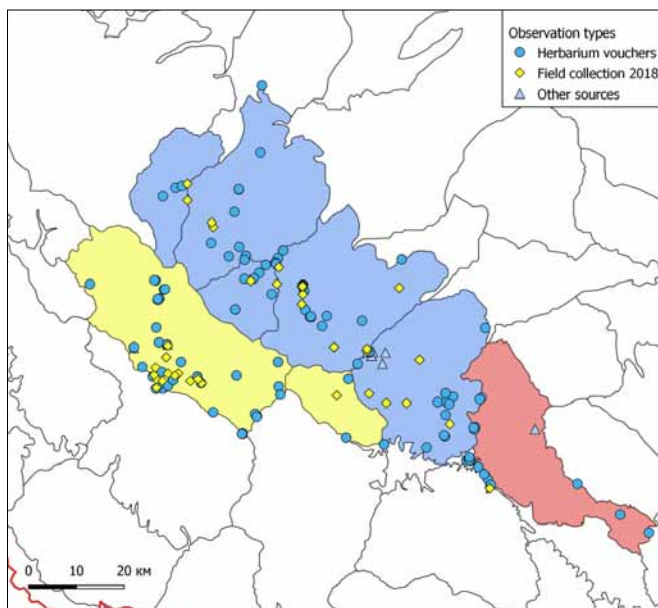 Observation types
Herbarium vouchers
Field collection 2018
Other sources
0 10 20 км